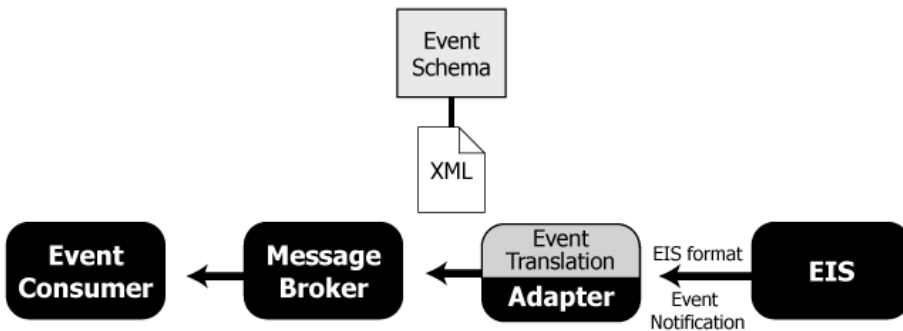 Event
Schema
XML
Event
Consumer
Message
Broker
Event
Translation
Adapter
EIS format
Event
Notification
EIS